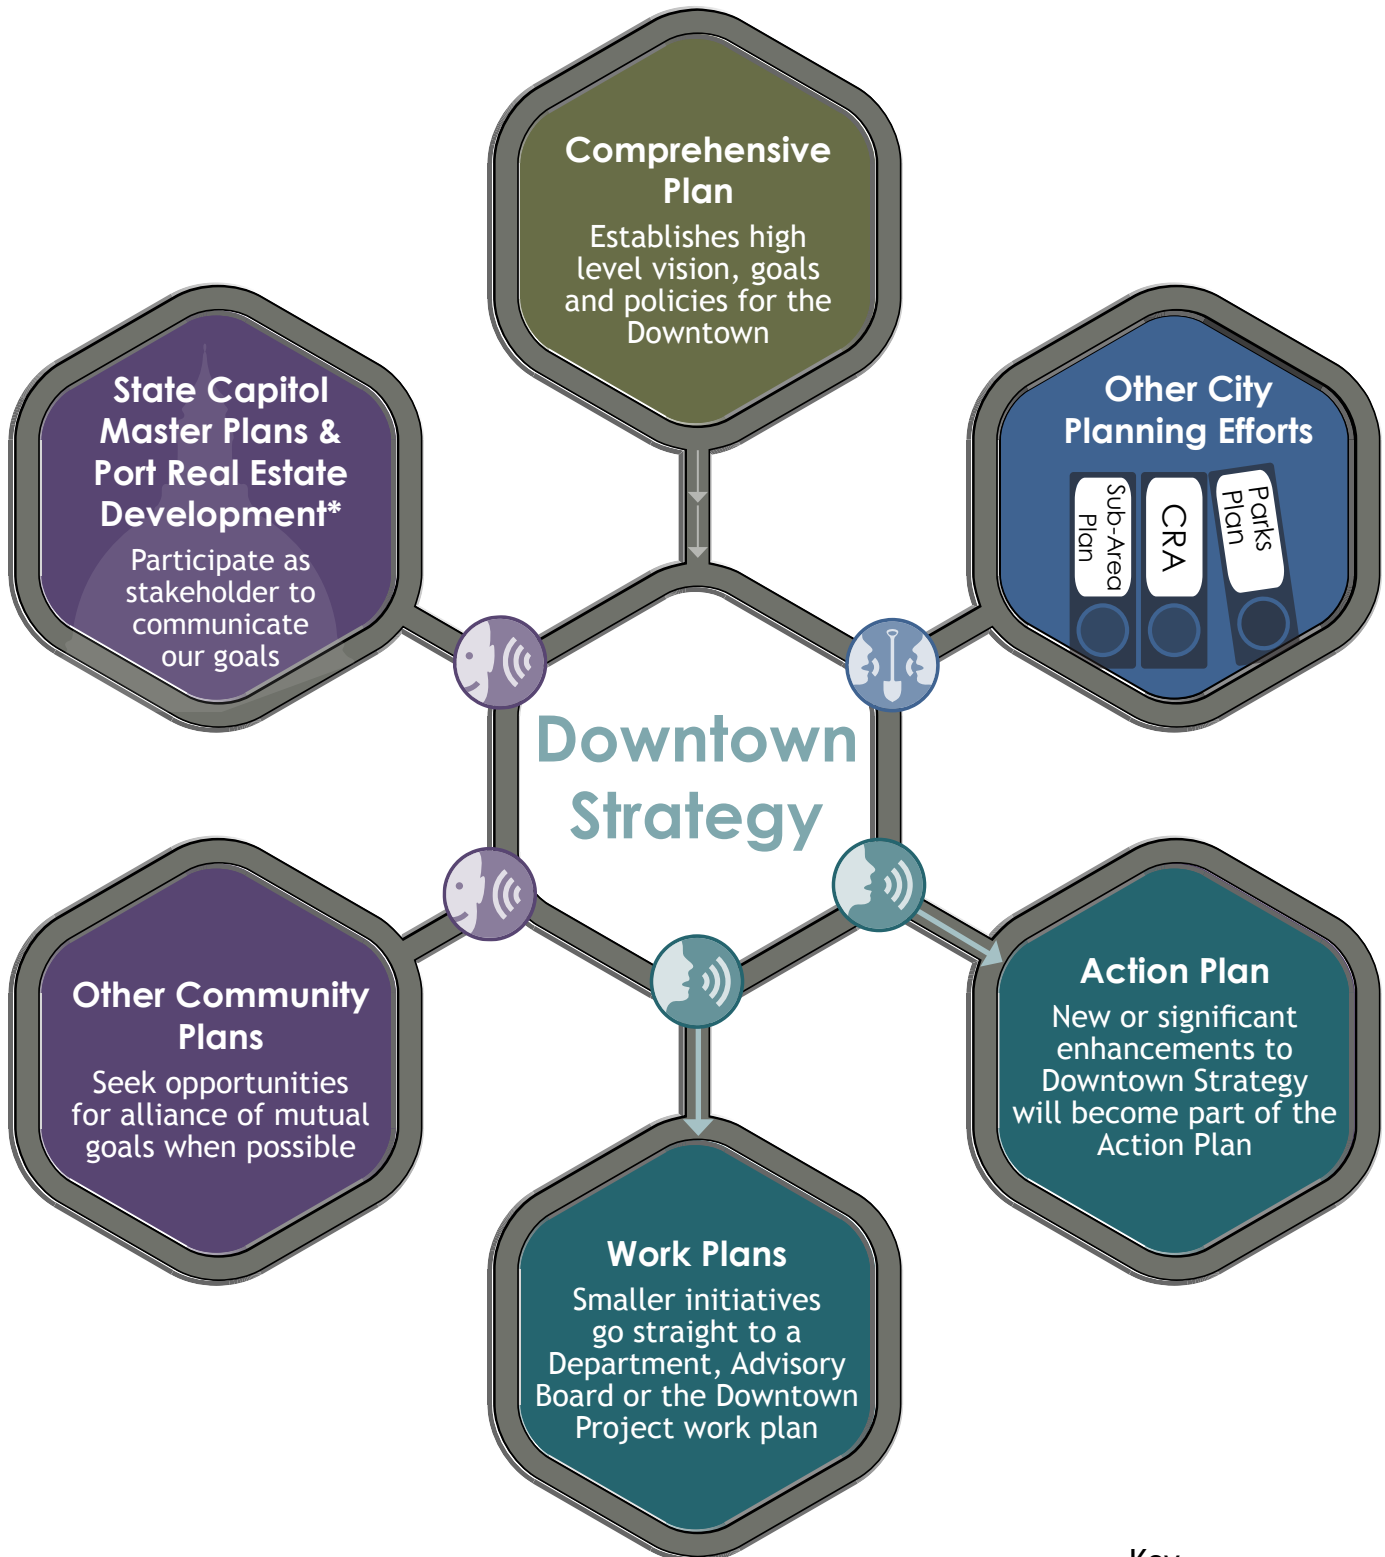 Comprehensive
Plan
Establishes high
level vision, goals
and policies for the
Downtown
State Capitol
Master Plans &
Port Real Estate
Development*
Participate as
stakeholder to
communicate
our goals
Other City
Planning Efforts
Sub-Area
Plan
CRA
Parks
Plan
Downtown
Strategy
Other Community
Plans
Seek opportunities
for alliance of mutual
goals when possible
Action Plan
New or significant
enhancements to
Downtown Strategy
will become part of the
Action Plan
Work Plans
Smaller initiatives
go straight to a
Department, Advisory
Board or the Downtown
Project work plan
Key